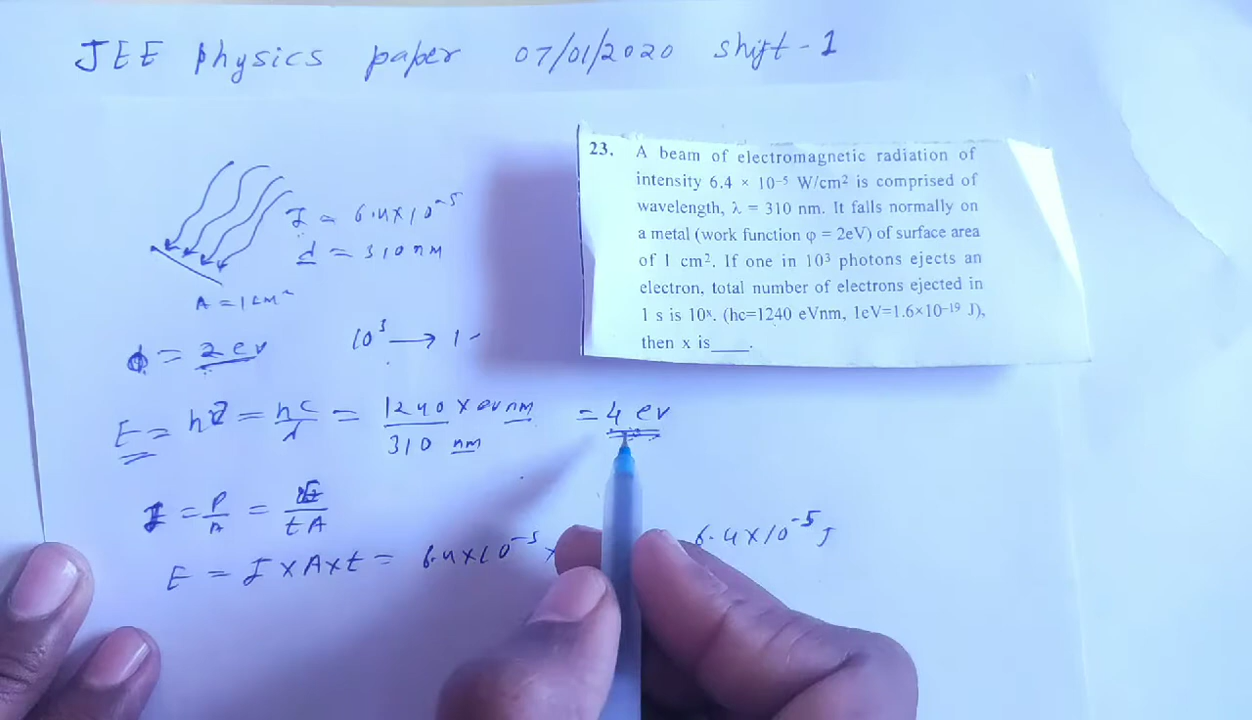 JEE physics paper 07/01/2020 shift-1
23. A beam of electromagnetic radiation of
intensity 6.4 × 10⁻⁵ W/cm² is comprised of
wavelength, λ = 310 nm. It falls normally on
a metal (work function φ = 2eV) of surface area
of 1 cm². If one in 10³ photons ejects an
electron, total number of electrons ejected in
1 s is 10ˣ. (hc=1240 eVnm, 1eV=1.6×10⁻¹⁹ J),
then x is____.
I = 6.4×10⁻⁵
λ = 310 nm
A = 1 cm²
10³ → 1
ϕ = 2 ev
E = hν = hc/λ = 1240 × evnm / 310 nm = 4 ev
I = P/A = E/tA
E = I×A×t = 6.4×10⁻⁵ × 6.4×10⁻⁵ J